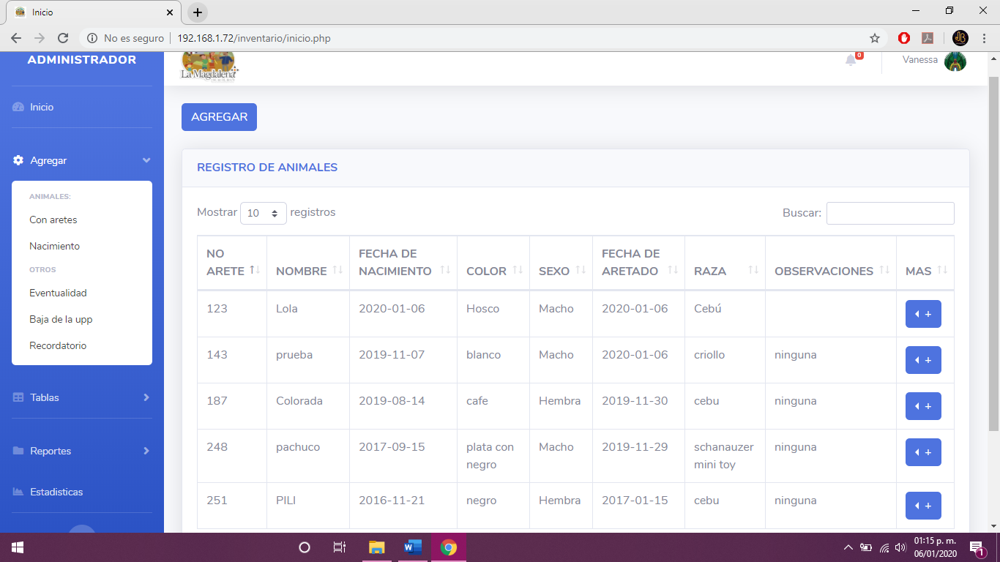 Inicio
No es seguro
192.168.1.72/inventario/inicio.php
JB
ADMINISTRADOR
La Magdalena
0
Vanessa
Inicio
Agregar
ANIMALES:
Con aretes
Nacimiento
OTROS
Eventualidad
Baja de la upp
Recordatorio
Tablas
Reportes
Estadisticas
AGREGAR
REGISTRO DE ANIMALES
Mostrar 10 registros
Buscar:
NO ARETE NOMBRE FECHA DE NACIMIENTO COLOR SEXO FECHA DE ARETADO RAZA OBSERVACIONES MAS
123 Lola 2020-01-06 Hosco Macho 2020-01-06 Cebú +
143 prueba 2019-11-07 blanco Macho 2020-01-06 criollo ninguna +
187 Colorada 2019-08-14 cafe Hembra 2019-11-30 cebu ninguna +
248 pachuco 2017-09-15 plata con negro Macho 2019-11-29 schanauzer mini toy ninguna +
251 PILI 2016-11-21 negro Hembra 2017-01-15 cebu ninguna +
01:15 p. m.
06/01/2020
1